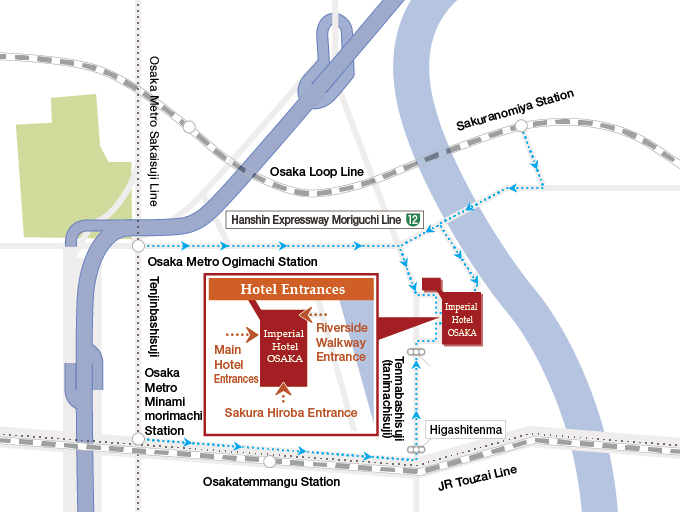 Osaka Metro Sakaisuji Line
Sakuranomiya Station
Osaka Loop Line
Hanshin Expressway Moriguchi Line 12
Osaka Metro Ogimachi Station
Tenjinbashisuji
Hotel Entrances
Imperial
Hotel
OSAKA
Riverside
Walkway
Entrance
Main
Hotel
Entrances
Sakura Hiroba Entrance
Imperial
Hotel
OSAKA
Tenmabashisuji
(tanimachisuji)
Osaka
Metro
Minami
morimachi
Station
Higashitenma
Osakatemmangu Station
JR Touzai Line